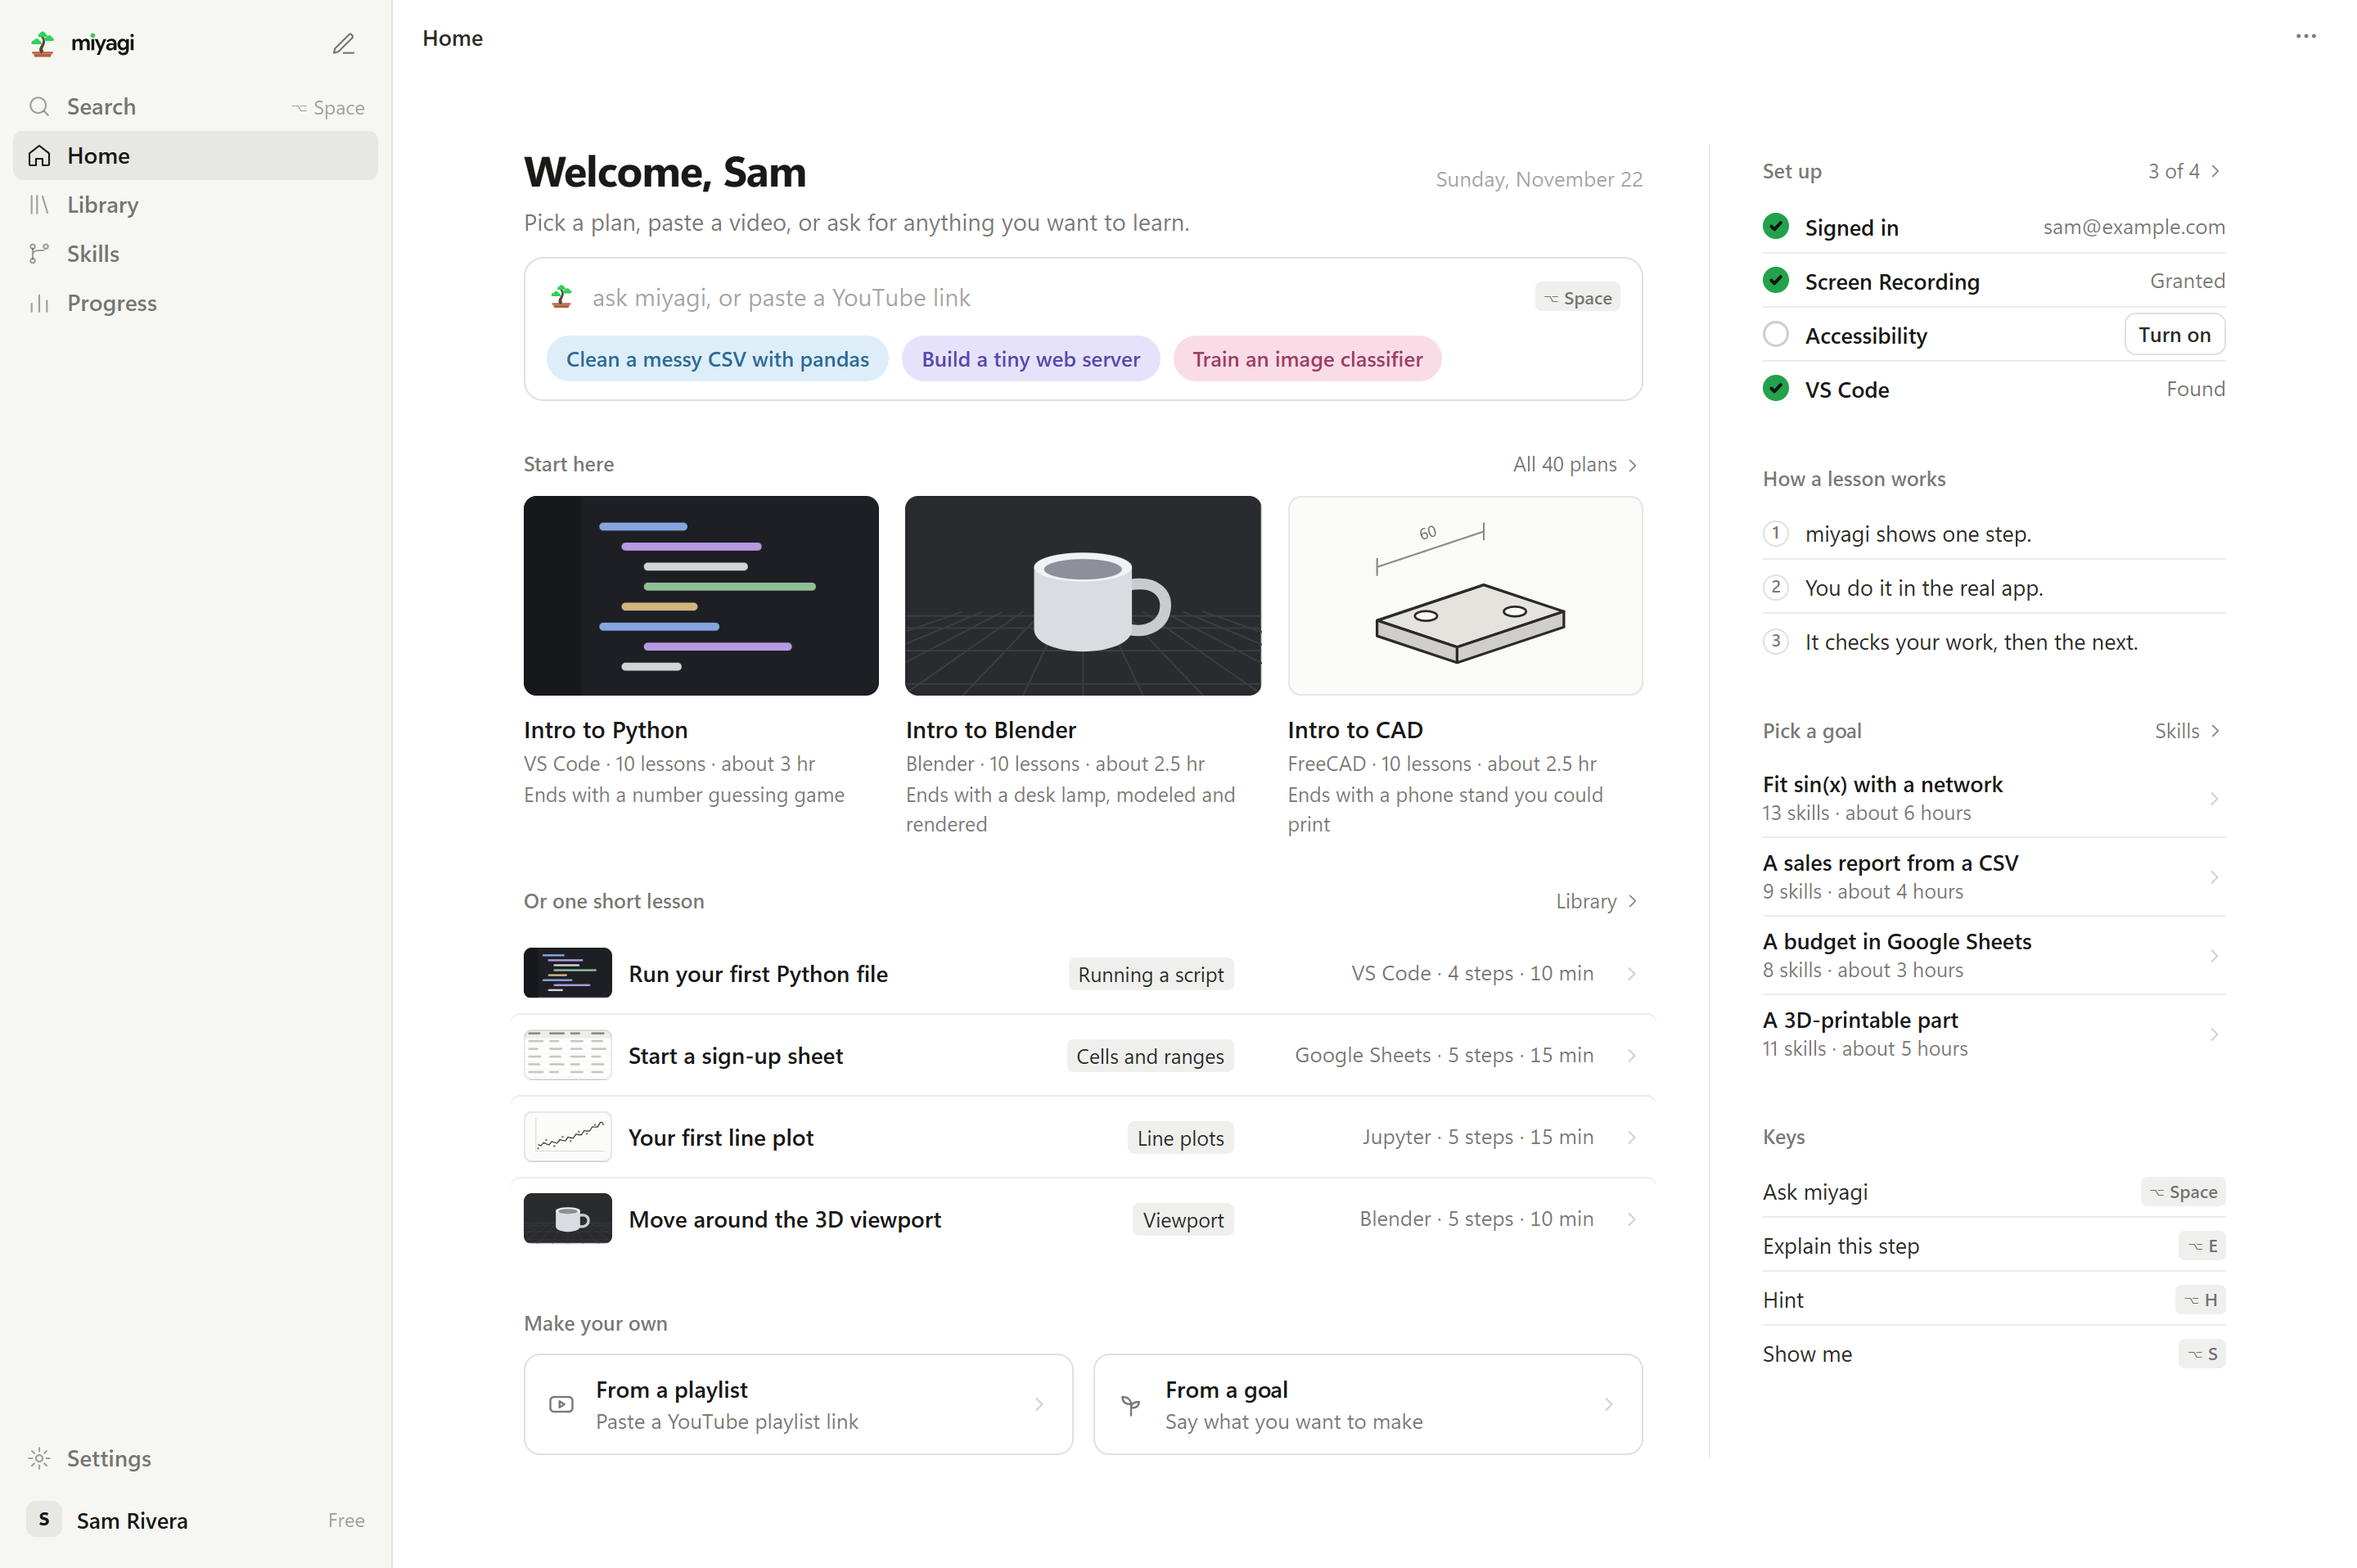 miyagi
Search
⌥ Space
Home
Library
Skills
Progress
Settings
S
Sam Rivera
Free
Home
Welcome, Sam
Sunday, November 22
Pick a plan, paste a video, or ask for anything you want to learn.
ask miyagi, or paste a YouTube link
⌥ Space
Clean a messy CSV with pandas
Build a tiny web server
Train an image classifier
Start here
All 40 plans
60
Intro to Python
VS Code · 10 lessons · about 3 hr
Ends with a number guessing game
Intro to Blender
Blender · 10 lessons · about 2.5 hr
Ends with a desk lamp, modeled and
rendered
Intro to CAD
FreeCAD · 10 lessons · about 2.5 hr
Ends with a phone stand you could
print
Or one short lesson
Library
Run your first Python file
Running a script
VS Code · 4 steps · 10 min
Start a sign-up sheet
Cells and ranges
Google Sheets · 5 steps · 15 min
Your first line plot
Line plots
Jupyter · 5 steps · 15 min
Move around the 3D viewport
Viewport
Blender · 5 steps · 10 min
Make your own
From a playlist
Paste a YouTube playlist link
From a goal
Say what you want to make
Set up
3 of 4
Signed in
sam@example.com
Screen Recording
Granted
Accessibility
Turn on
VS Code
Found
How a lesson works
1 miyagi shows one step.
2 You do it in the real app.
3 It checks your work, then the next.
Pick a goal
Skills
Fit sin(x) with a network
13 skills · about 6 hours
A sales report from a CSV
9 skills · about 4 hours
A budget in Google Sheets
8 skills · about 3 hours
A 3D-printable part
11 skills · about 5 hours
Keys
Ask miyagi
⌥ Space
Explain this step
⌥ E
Hint
⌥ H
Show me
⌥ S